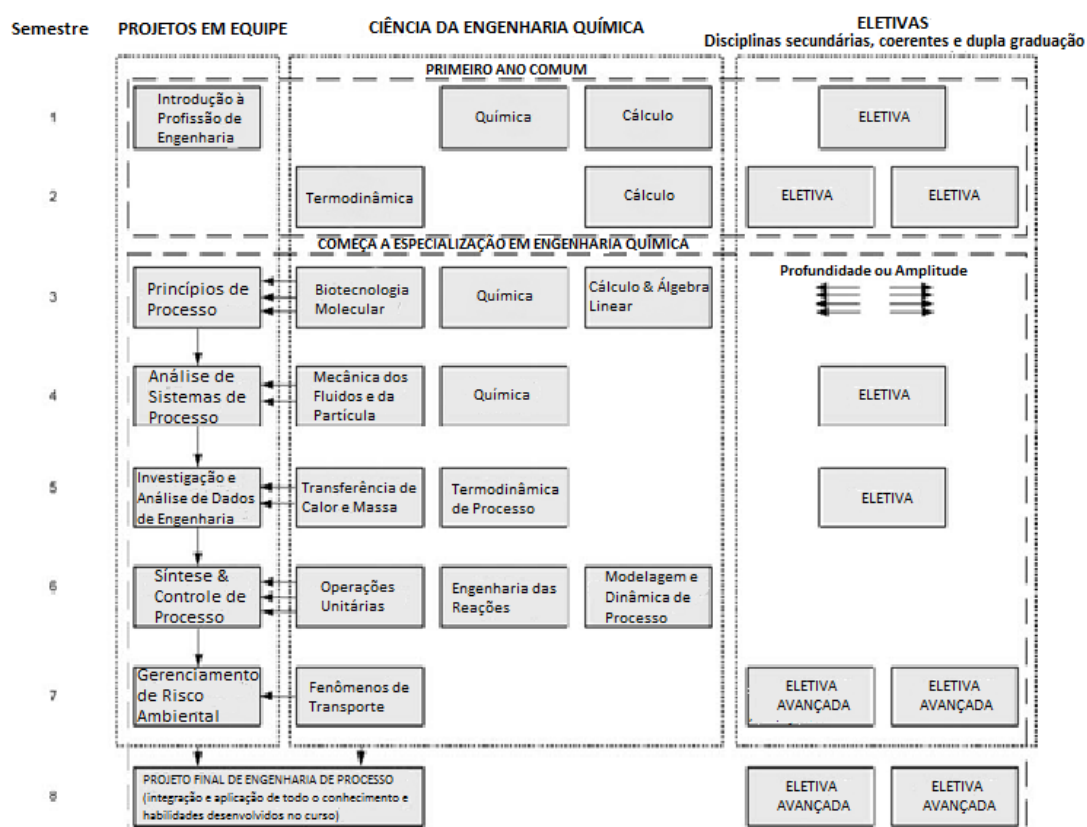 Semestre
PROJETOS EM EQUIPE
CIÊNCIA DA ENGENHARIA QUÍMICA
ELETIVAS
Disciplinas secundárias, coerentes e dupla graduação
PRIMEIRO ANO COMUM
1
Introdução à
Profissão de
Engenharia
Química
Cálculo
ELETIVA
2
Termodinâmica
Cálculo
ELETIVA
ELETIVA
COMEÇA A ESPECIALIZAÇÃO EM ENGENHARIA QUÍMICA
3
Princípios de
Processo
Biotecnologia
Molecular
Química
Cálculo & Álgebra
Linear
Profundidade ou Amplitude
4
Análise de
Sistemas de
Processo
Mecânica dos
Fluidos e da
Partícula
Química
ELETIVA
5
Investigação e
Análise de Dados
de Engenharia
Transferência de
Calor e Massa
Termodinâmica
de Processo
ELETIVA
6
Síntese &
Controle de
Processo
Operações
Unitárias
Engenharia das
Reações
Modelagem e
Dinâmica de
Processo
7
Gerenciamento
de Risco
Ambiental
Fenômenos de
Transporte
ELETIVA
AVANÇADA
ELETIVA
AVANÇADA
8
PROJETO FINAL DE ENGENHARIA DE PROCESSO
(integração e aplicação de todo o conhecimento e
habilidades desenvolvidos no curso)
ELETIVA
AVANÇADA
ELETIVA
AVANÇADA